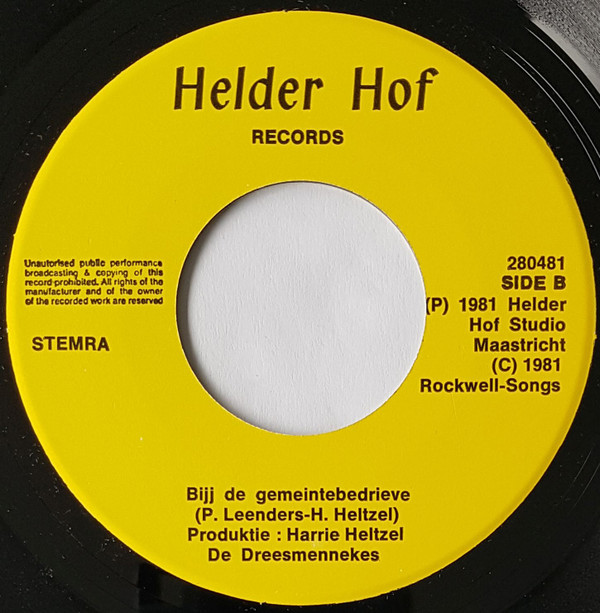 Helder Hof
RECORDS
Unautorised public performance
broadcasting & copying of this
record prohibited. All rights of the
manufacturer and of the owner
of the recorded work are reserved
STEMRA
280481
SIDE B
(P) 1981 Helder
Hof Studio
Maastricht
(C) 1981
Rockwell-Songs
Bijj de gemeintebedrieve
(P. Leenders-H. Heltzel)
Produktie : Harrie Heltzel
De Dreesmennekes